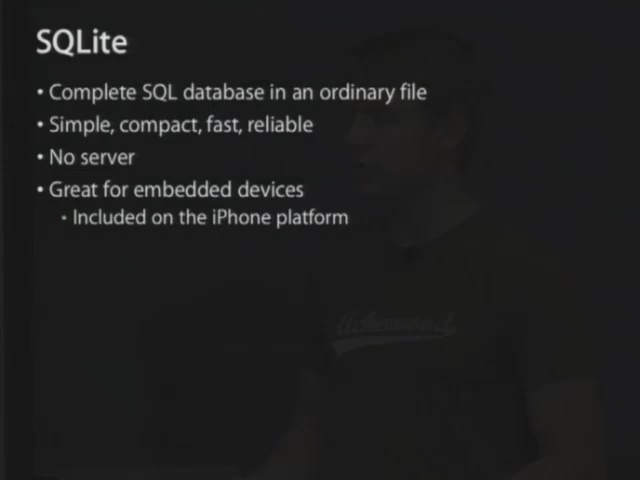 SQLite
• Complete SQL database in an ordinary file
• Simple, compact, fast, reliable
• No server
• Great for embedded devices
• Included on the iPhone platform